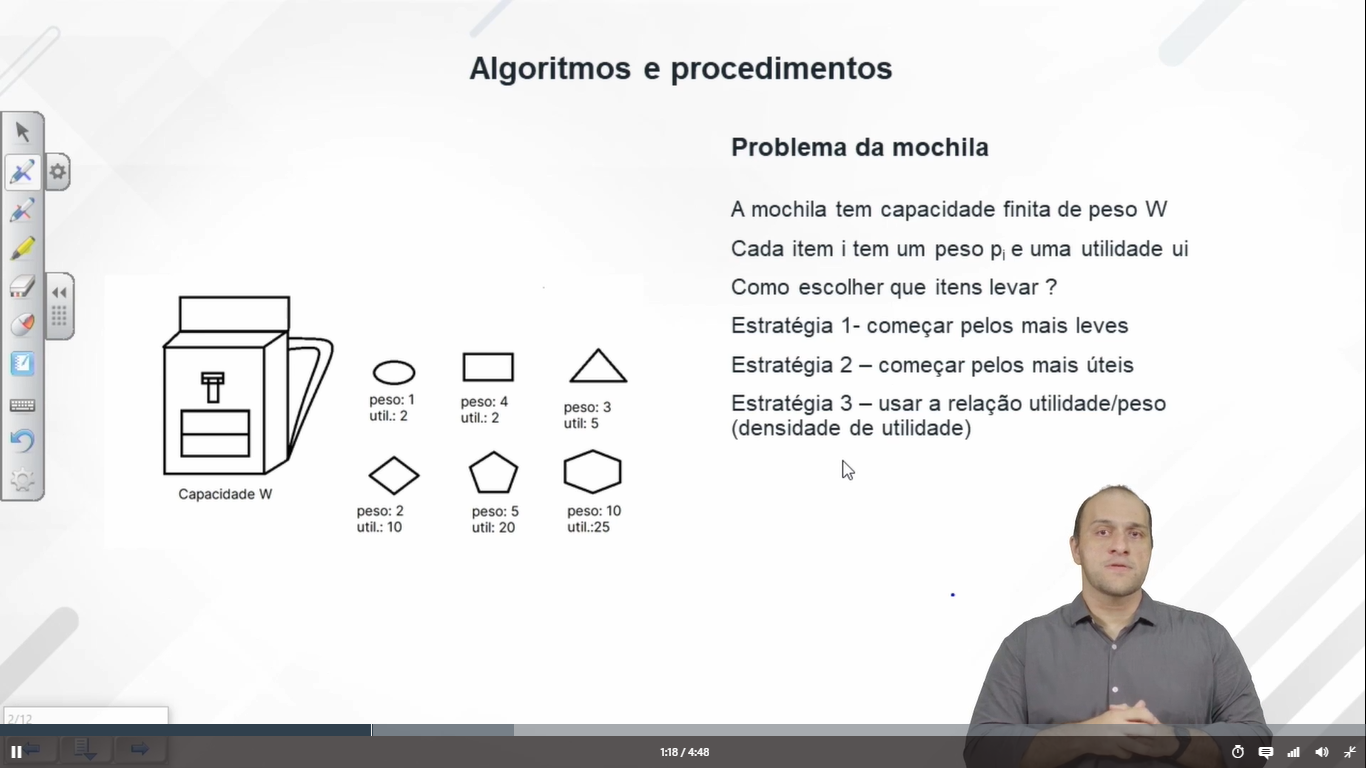 Algoritmos e procedimentos
Problema da mochila
A mochila tem capacidade finita de peso W
Cada item i tem um peso pi e uma utilidade ui
Como escolher que itens levar ?
Estratégia 1- começar pelos mais leves
Estratégia 2 – começar pelos mais úteis
Estratégia 3 – usar a relação utilidade/peso
(densidade de utilidade)
peso: 1
util.: 2
peso: 4
util.: 2
peso: 3
util: 5
peso: 2
util.: 10
peso: 5
util: 20
peso: 10
util.:25
Capacidade W
2/12
1:18 / 4:48